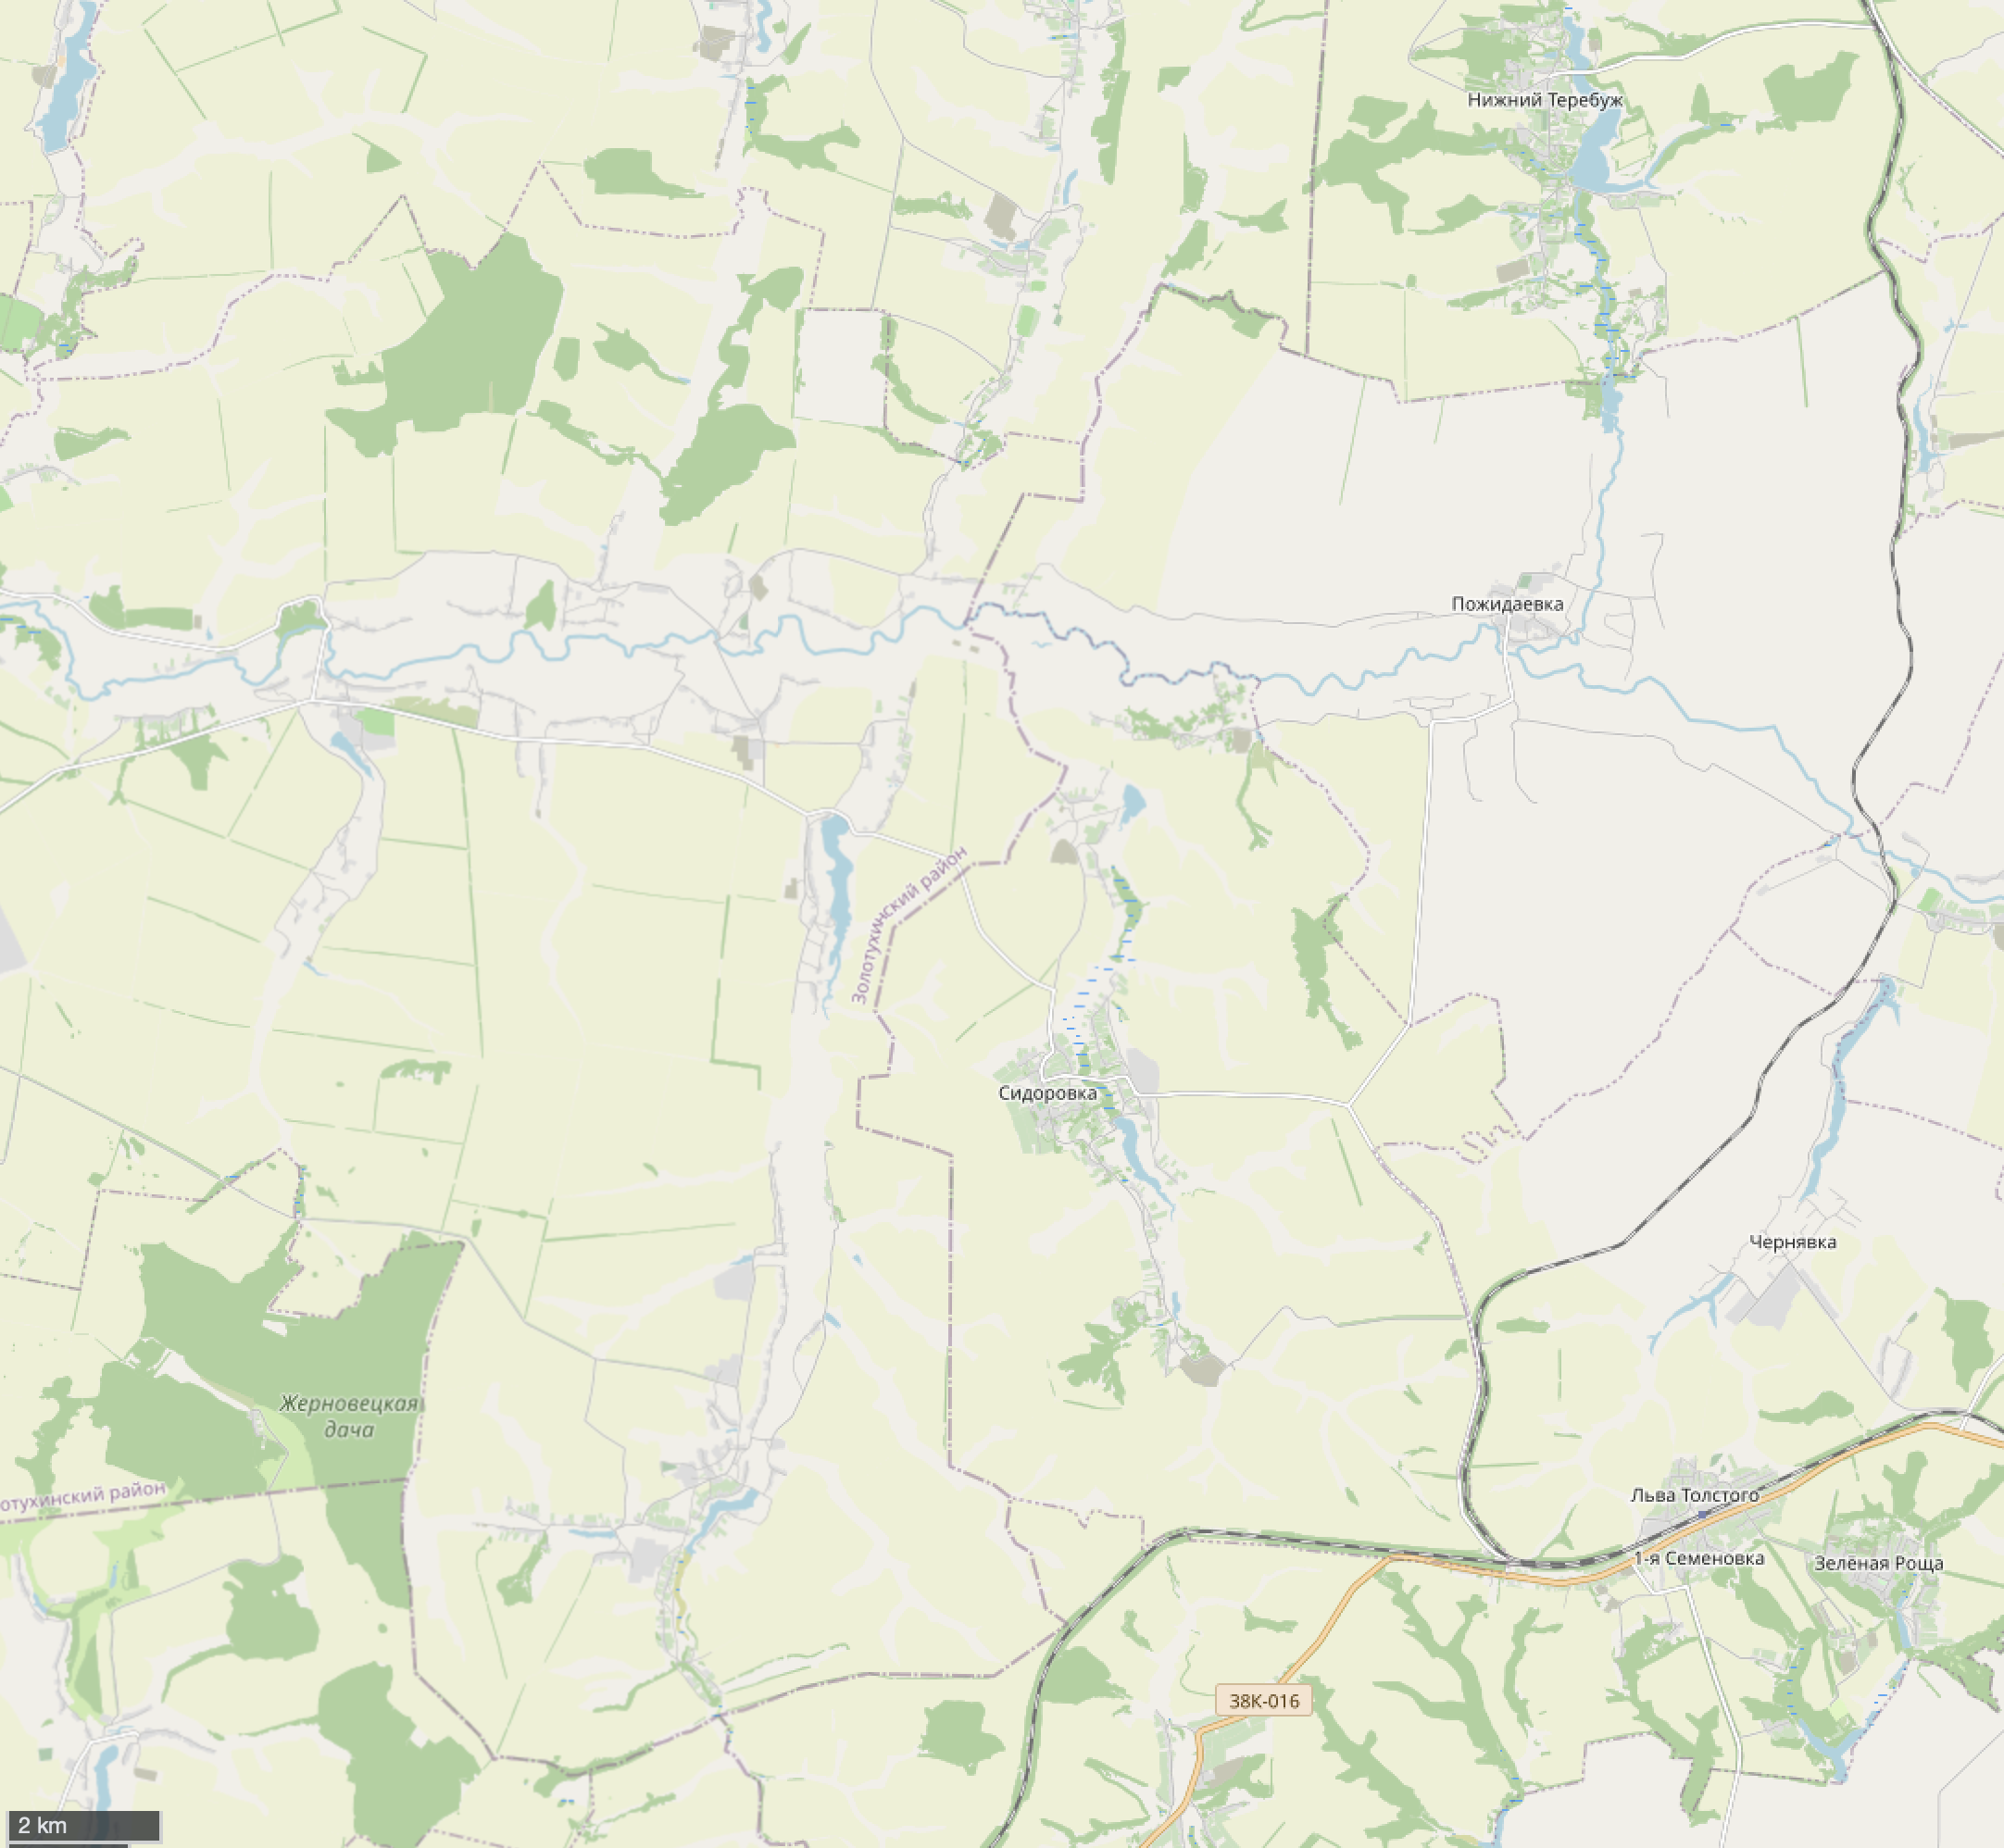 Нижний Теребуж
Пожидаевка
Золотухинский район
Сидоровка
Чернявка
Жерновецкая
дача
отухинский район
Льва Толстого
1-я Семеновка
Зелёная Роща
38К-016
2 km